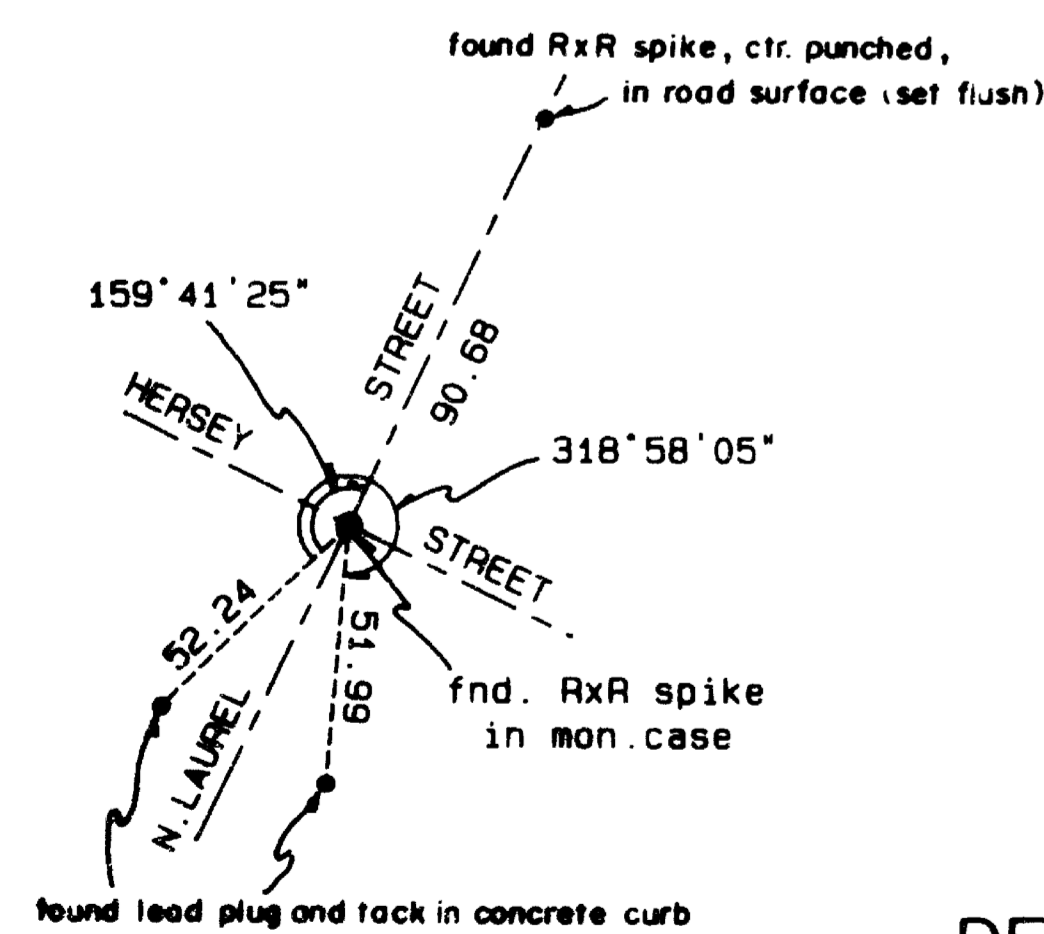 found RxR spike, ctr. punched,
in road surface (set flush)
159°41'25"
STREET
90.68
HERSEY
318°58'05"
STREET
52.24
51.99
N. LAUREL
fnd. RxR spike
in mon. case
found lead plug and tack in concrete curb